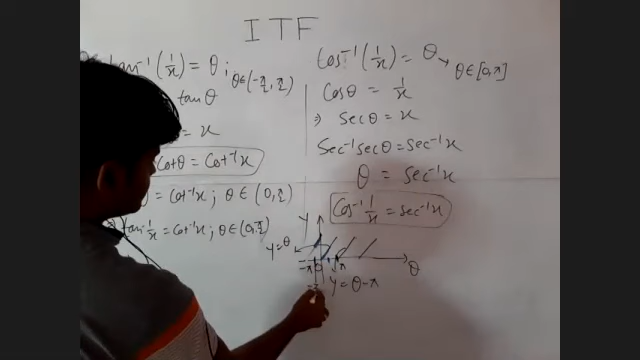 ITF
tan⁻¹(1/x) = θ ; θ∈(-π/2, π/2)
tanθ
= x
Cotθ = Cot⁻¹x
= Cot⁻¹x ; θ ∈ (0, π/2)
tan⁻¹ 1/x = Cot⁻¹x ; θ∈(0, π/2)
Cos⁻¹(1/x) = θ → θ∈[0,π]
Cosθ = 1/x
⇒ Secθ = x
Sec⁻¹Secθ = Sec⁻¹x
θ = Sec⁻¹x
Cos⁻¹ 1/x = Sec⁻¹x
Y
Y=θ
-π O π θ
Y = θ-π